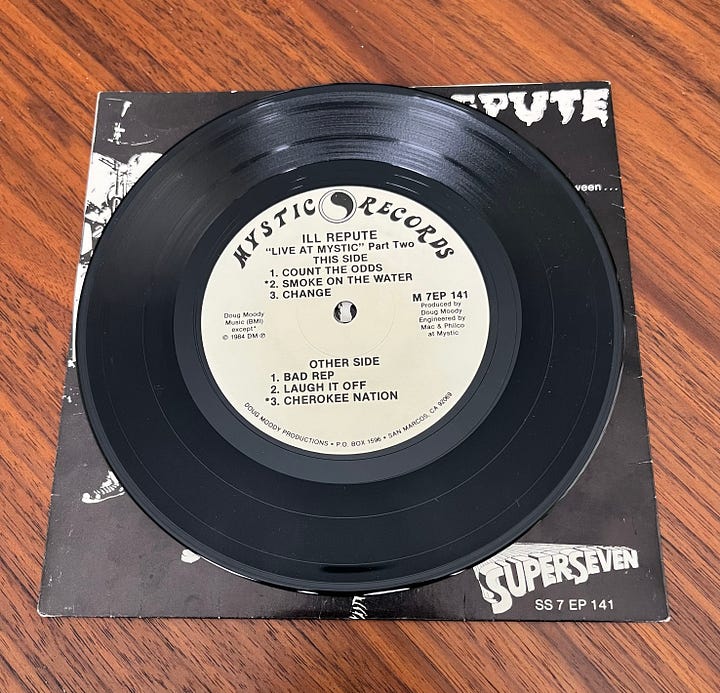 EPUTE
ween...
MYSTIC RECORDS
ILL REPUTE
"LIVE AT MYSTIC" Part Two
THIS SIDE
1. COUNT THE ODDS
*2. SMOKE ON THE WATER
3. CHANGE
M 7EP 141
Produced by
Doug Moody
Engineered by
Mac & Philco
at Mystic
Doug Moody
Music (BMI)
except*
© 1984 DM ℗
OTHER SIDE
1. BAD REP
2. LAUGH IT OFF
*3. CHEROKEE NATION
DOUG MOODY PRODUCTIONS • P.O. BOX 1596 • SAN MARCOS, CA 92069
SUPERSEVEN
SS 7 EP 141